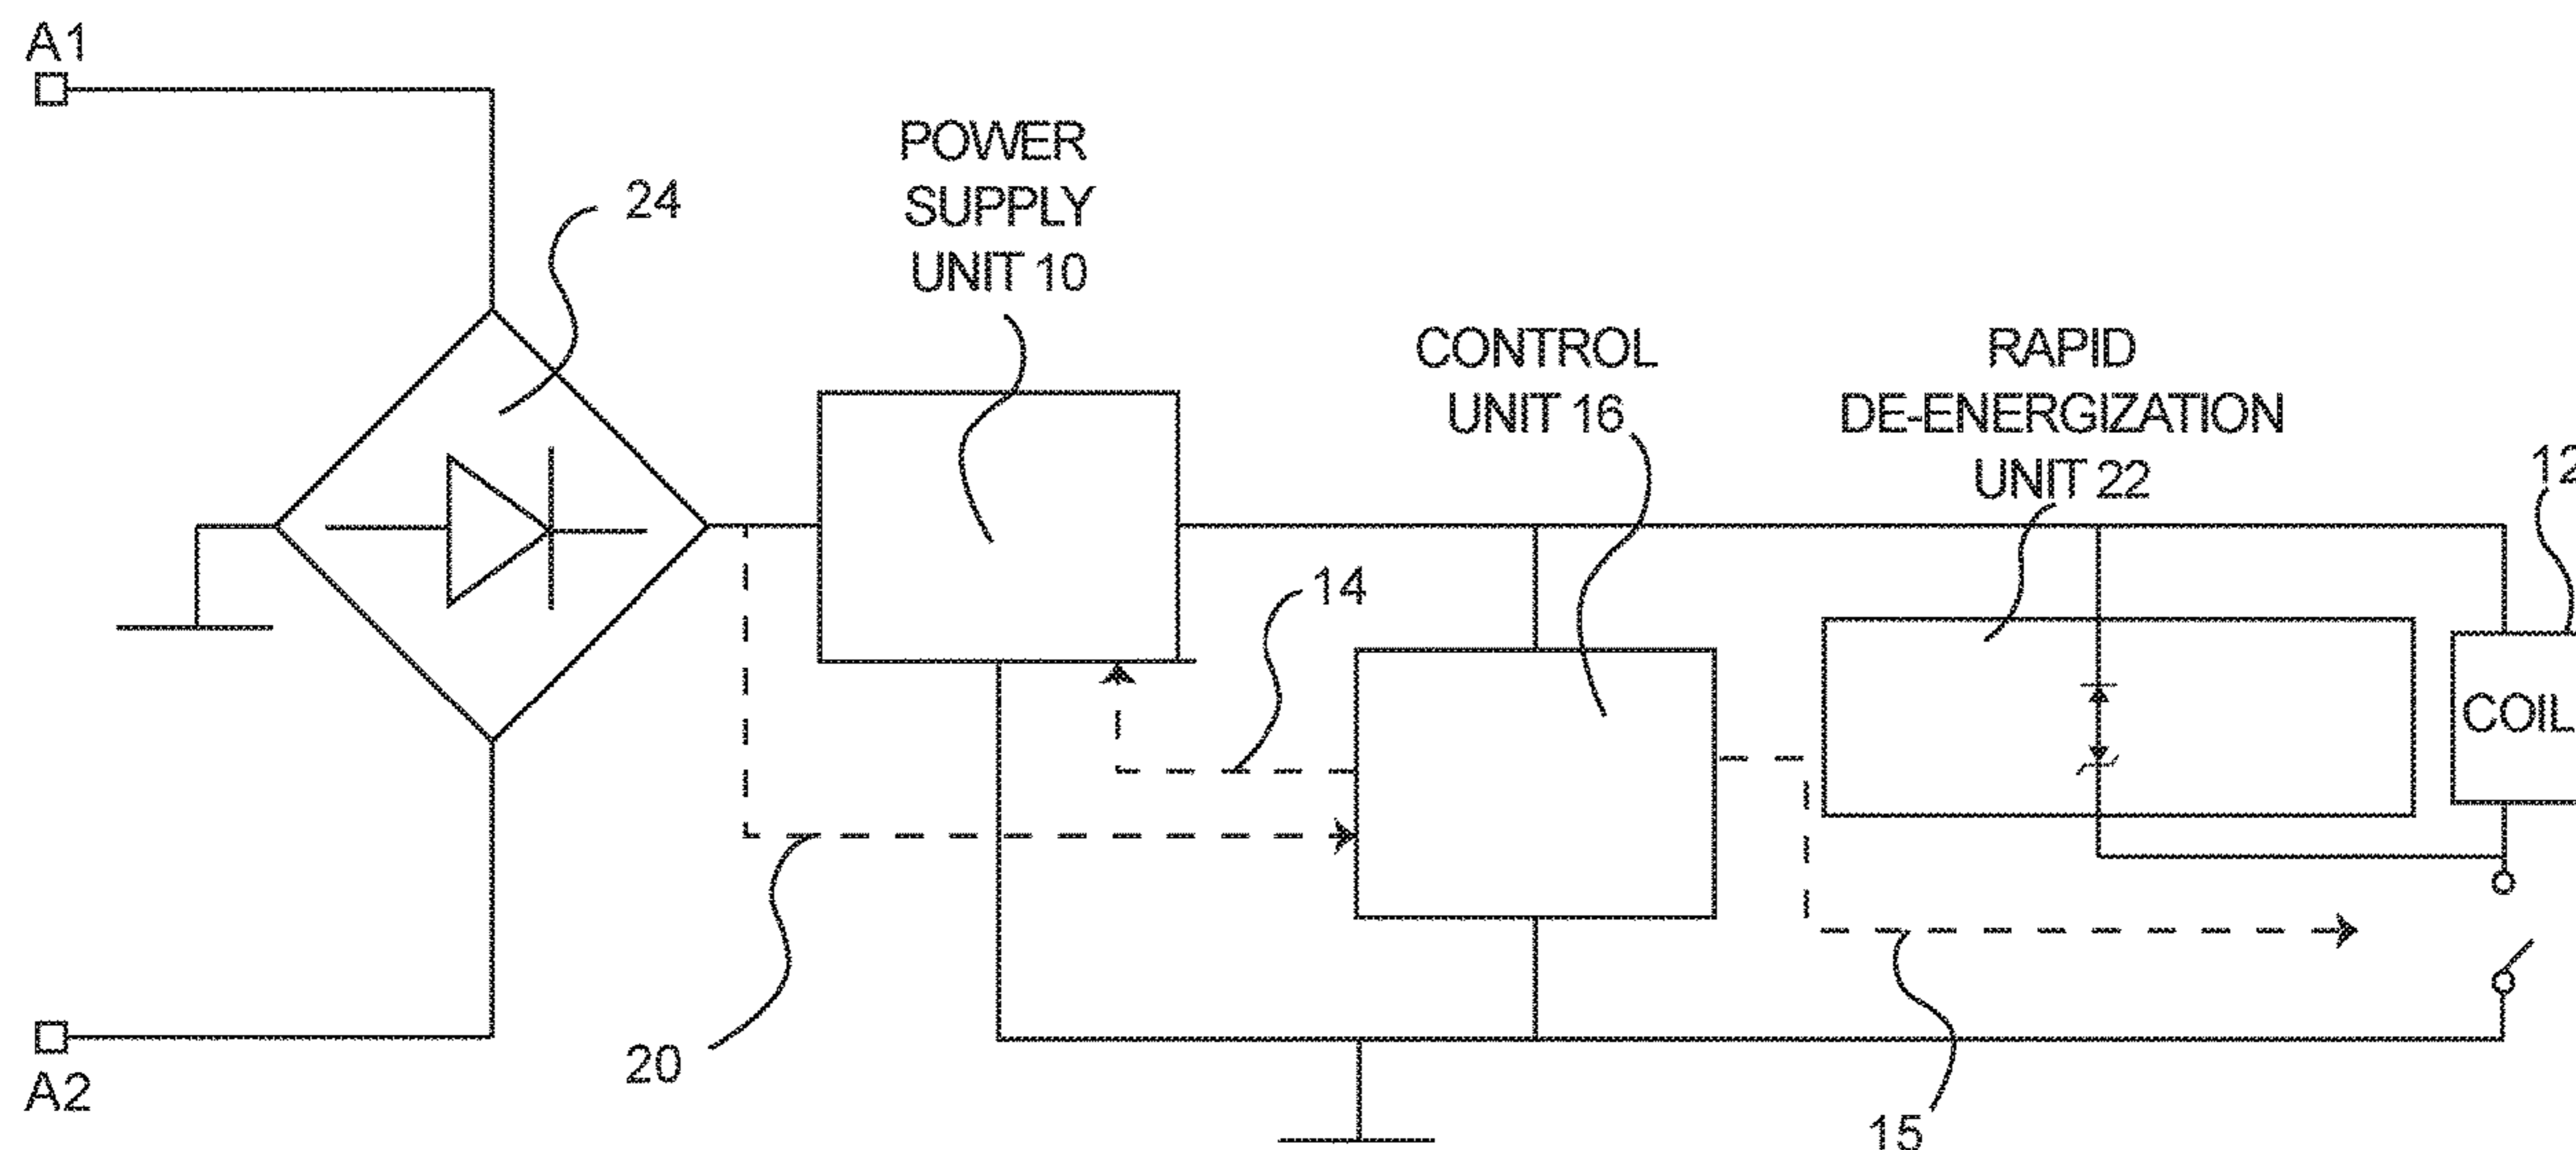 A1
24
POWER
SUPPLY
UNIT 10
CONTROL
UNIT 16
RAPID
DE-ENERGIZATION
UNIT 22
12
14
COIL
20
A2
15